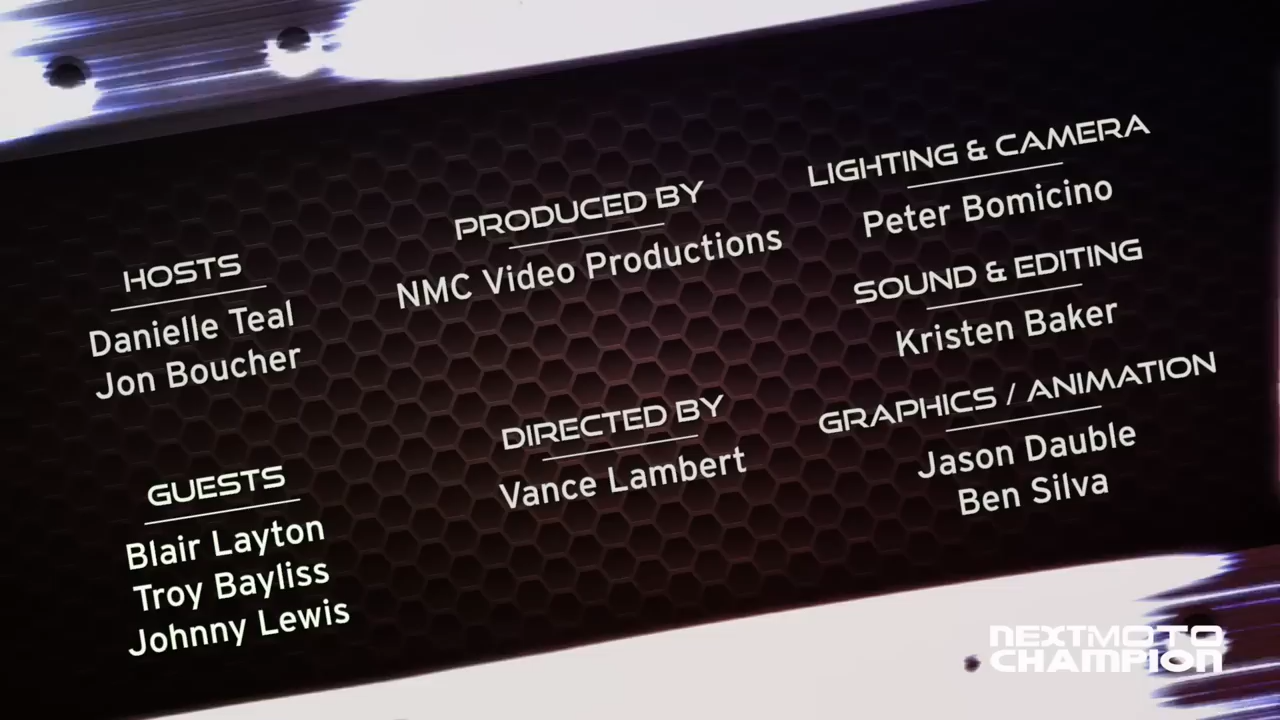 HOSTS
Danielle Teal
Jon Boucher
GUESTS
Blair Layton
Troy Bayliss
Johnny Lewis
PRODUCED BY
NMC Video Productions
DIRECTED BY
Vance Lambert
LIGHTING & CAMERA
Peter Bomicino
SOUND & EDITING
Kristen Baker
GRAPHICS / ANIMATION
Jason Dauble
Ben Silva
NEXTMOTO
CHAMPION